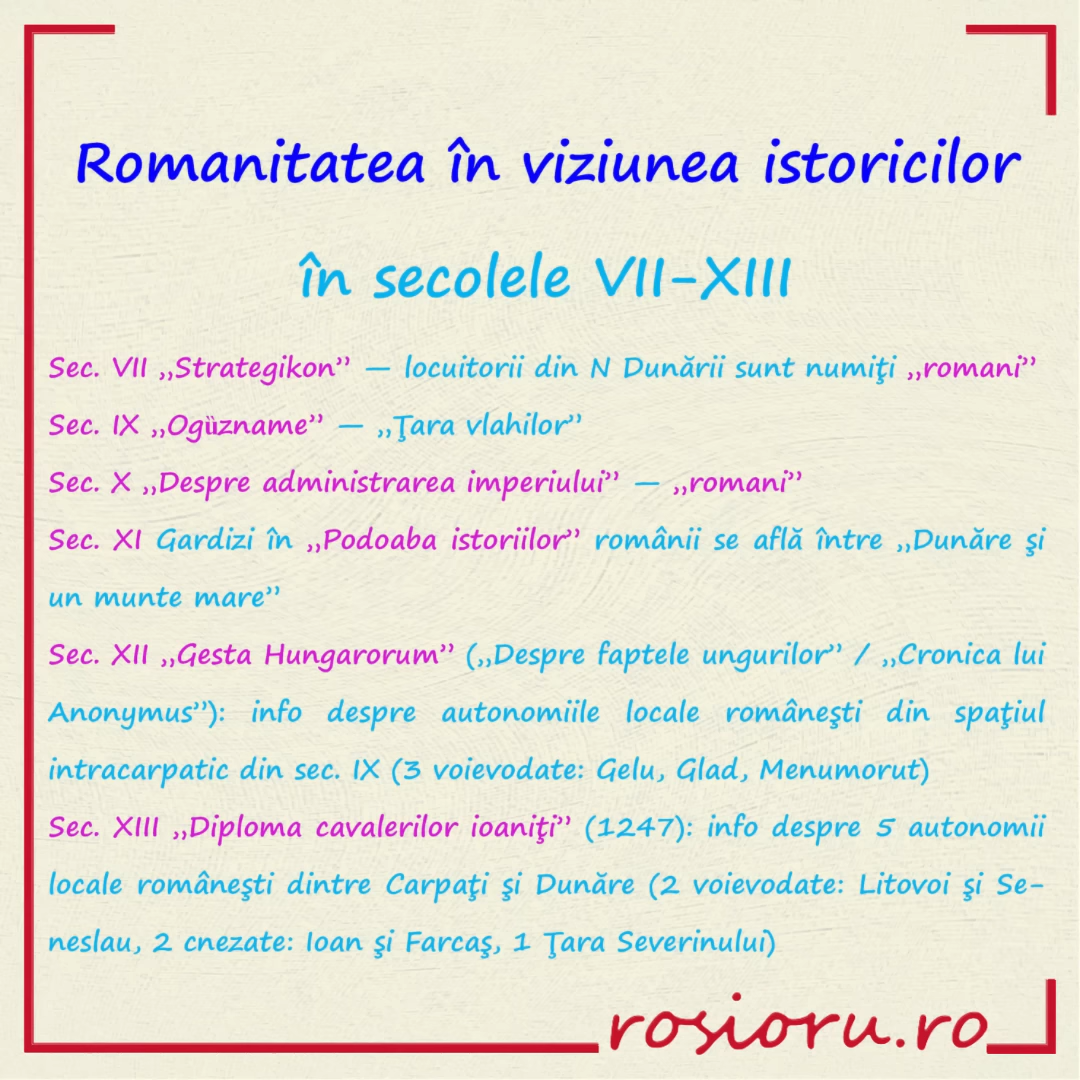 Romanitatea în viziunea istoricilor
în secolele VII-XIII
Sec. VII „Strategikon” — locuitorii din N Dunării sunt numiţi „romani”
Sec. IX „Ogüzname” — „Ţara vlahilor”
Sec. X „Despre administrarea imperiului” — „romani”
Sec. XI Gardizi în „Podoaba istoriilor” românii se află între „Dunăre şi
un munte mare”
Sec. XII „Gesta Hungarorum” („Despre faptele ungurilor” / „Cronica lui
Anonymus”): info despre autonomiile locale româneşti din spaţiul
intracarpatic din sec. IX (3 voievodate: Gelu, Glad, Menumorut)
Sec. XIII „Diploma cavalerilor ioaniţi” (1247): info despre 5 autonomii
locale româneşti dintre Carpaţi şi Dunăre (2 voievodate: Litovoi şi Se-
neslau, 2 cnezate: Ioan şi Farcaş, 1 Ţara Severinului)
rosioru.ro